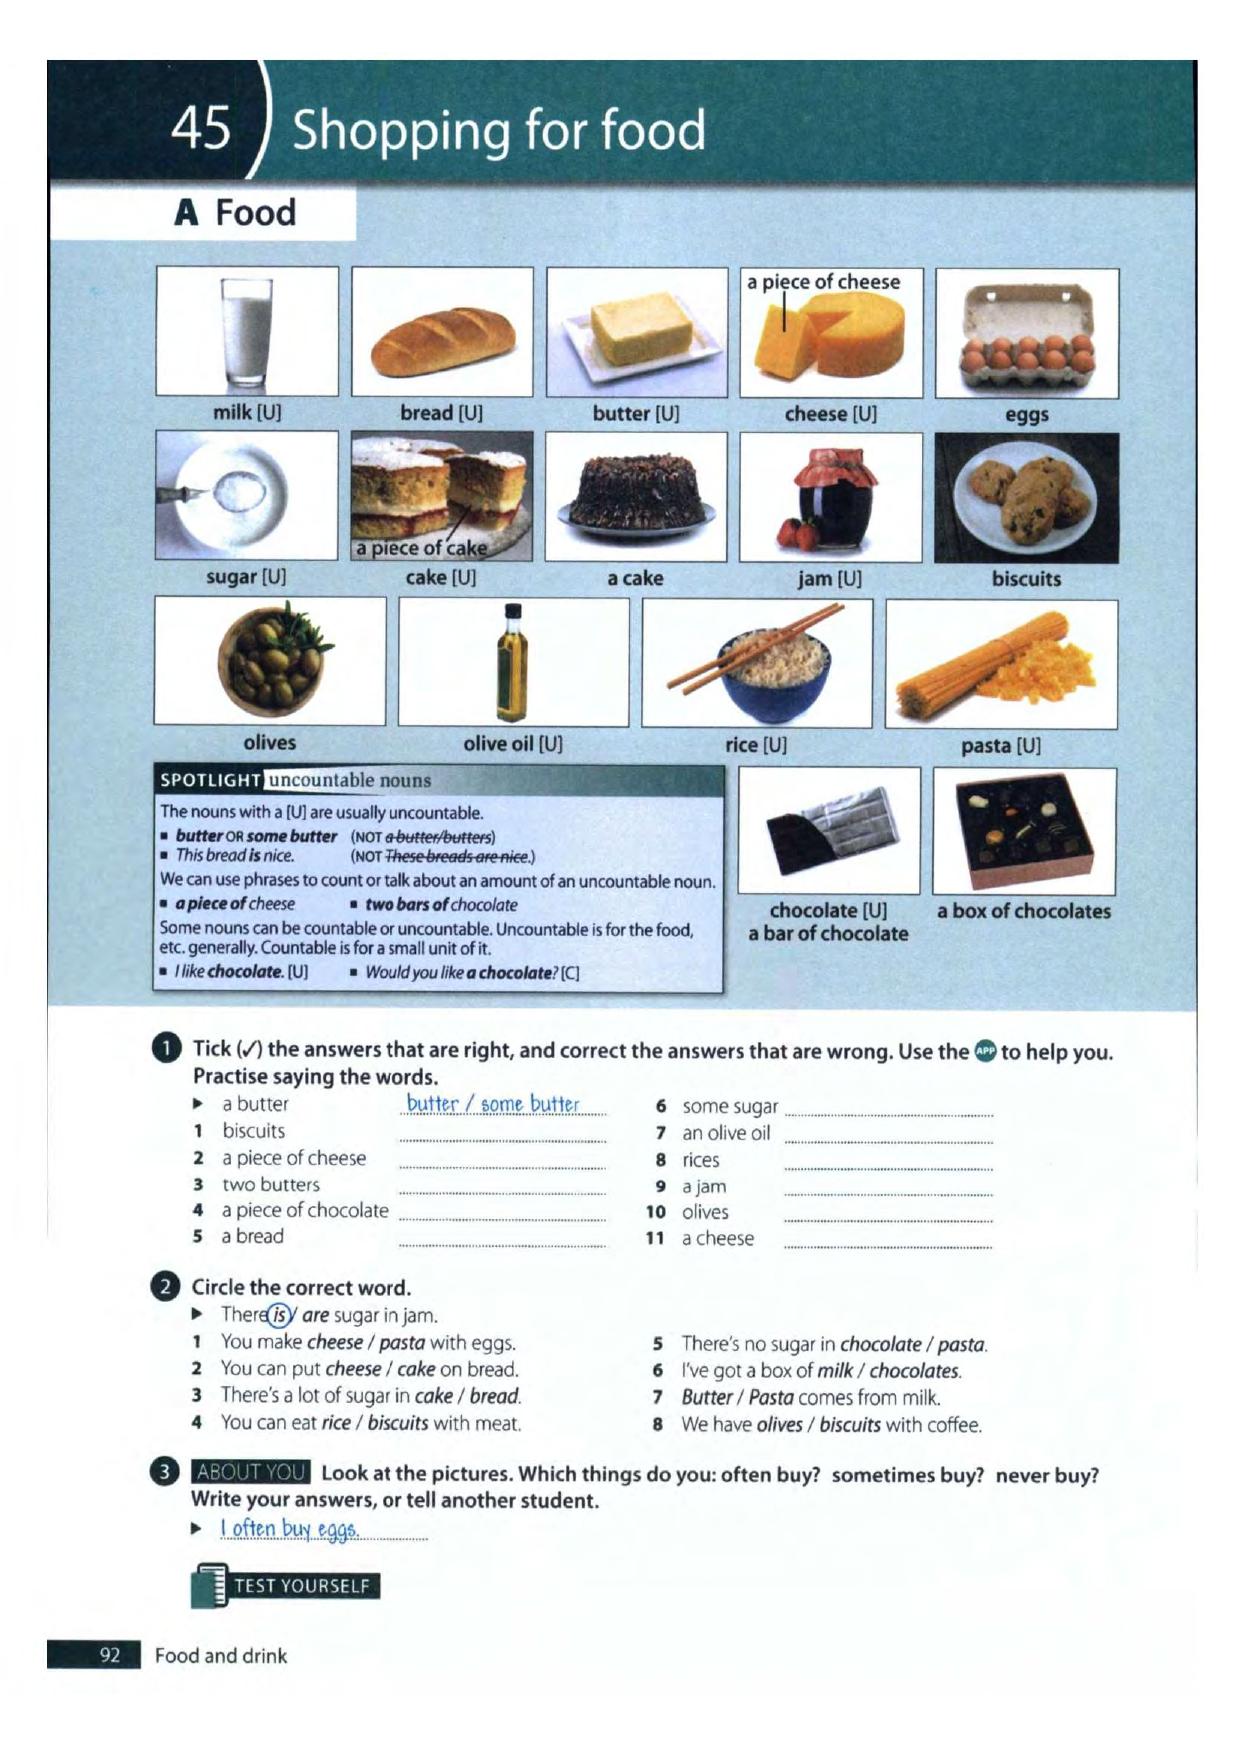 45 Shopping for food
A Food
a piece of cheese
milk [U] bread [U] butter [U] cheese [U] eggs
a piece of cake
sugar [U] cake [U] a cake jam [U] biscuits
olives olive oil [U] rice [U] pasta [U]
SPOTLIGHT uncountable nouns
The nouns with a [U] are usually uncountable.
▪ butter OR some butter (NOT a butter/butters)
▪ This bread is nice. (NOT These breads are nice.)
We can use phrases to count or talk about an amount of an uncountable noun.
▪ a piece of cheese ▪ two bars of chocolate
Some nouns can be countable or uncountable. Uncountable is for the food,
etc. generally. Countable is for a small unit of it.
▪ I like chocolate. [U] ▪ Would you like a chocolate? [C]
chocolate [U] a box of chocolates
a bar of chocolate
1 Tick (✓) the answers that are right, and correct the answers that are wrong. Use the APP to help you.
Practise saying the words.
▸ a butter butter / some butter
1 biscuits
2 a piece of cheese
3 two butters
4 a piece of chocolate
5 a bread
6 some sugar
7 an olive oil
8 rices
9 a jam
10 olives
11 a cheese
2 Circle the correct word.
▸ There is / are sugar in jam.
1 You make cheese / pasta with eggs.
2 You can put cheese / cake on bread.
3 There's a lot of sugar in cake / bread.
4 You can eat rice / biscuits with meat.
5 There's no sugar in chocolate / pasta.
6 I've got a box of milk / chocolates.
7 Butter / Pasta comes from milk.
8 We have olives / biscuits with coffee.
3 ABOUT YOU Look at the pictures. Which things do you: often buy? sometimes buy? never buy?
Write your answers, or tell another student.
▸ I often buy eggs.
TEST YOURSELF
92 Food and drink